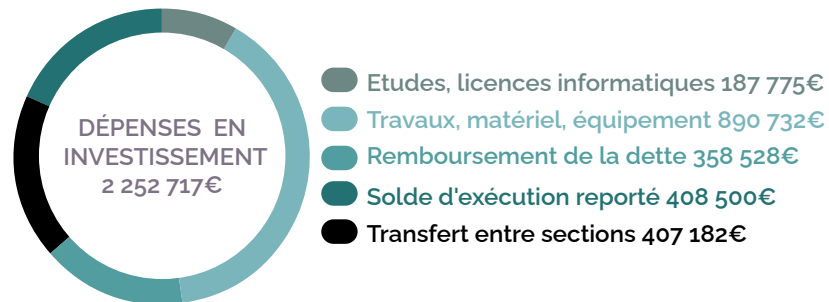 DÉPENSES EN
INVESTISSEMENT
2 252 717€
Etudes, licences informatiques 187 775€
Travaux, matériel, équipement 890 732€
Remboursement de la dette 358 528€
Solde d'exécution reporté 408 500€
Transfert entre sections 407 182€